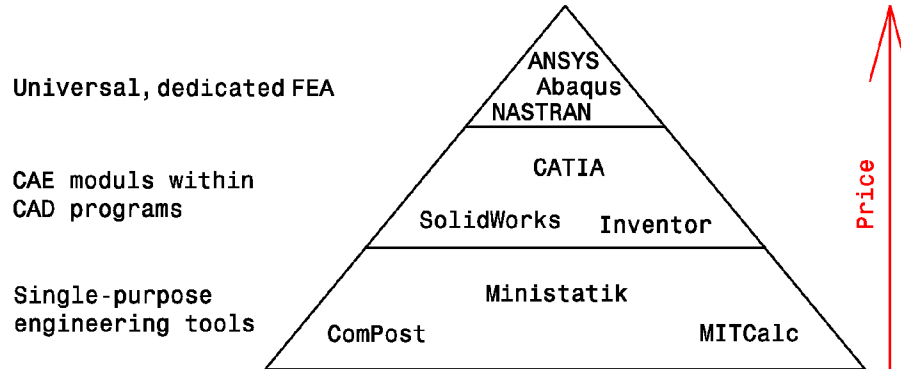 Universal, dedicated FEA
ANSYS
Abaqus
NASTRAN
CAE moduls within
CAD programs
CATIA
SolidWorks
Inventor
Single-purpose
engineering tools
Ministatik
ComPost
MITCalc
Price